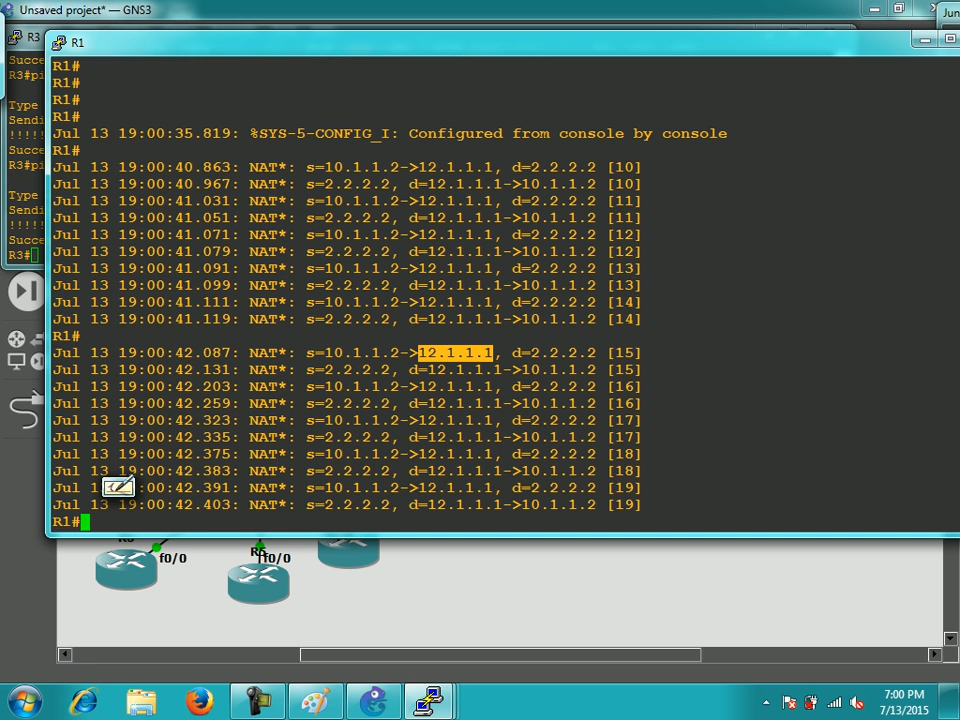 Unsaved project* — GNS3
Jun
R3
R1
Succe
R3#pi
Type
Sendi
!!!!!
Succe
R3#pi
Type
Sendi
!!!!!
Succe
R3#
R1#
R1#
R1#
R1#
Jul 13 19:00:35.819: %SYS-5-CONFIG_I: Configured from console by console
R1#
Jul 13 19:00:40.863: NAT*: s=10.1.1.2->12.1.1.1, d=2.2.2.2 [10]
Jul 13 19:00:40.967: NAT*: s=2.2.2.2, d=12.1.1.1->10.1.1.2 [10]
Jul 13 19:00:41.031: NAT*: s=10.1.1.2->12.1.1.1, d=2.2.2.2 [11]
Jul 13 19:00:41.051: NAT*: s=2.2.2.2, d=12.1.1.1->10.1.1.2 [11]
Jul 13 19:00:41.071: NAT*: s=10.1.1.2->12.1.1.1, d=2.2.2.2 [12]
Jul 13 19:00:41.079: NAT*: s=2.2.2.2, d=12.1.1.1->10.1.1.2 [12]
Jul 13 19:00:41.091: NAT*: s=10.1.1.2->12.1.1.1, d=2.2.2.2 [13]
Jul 13 19:00:41.099: NAT*: s=2.2.2.2, d=12.1.1.1->10.1.1.2 [13]
Jul 13 19:00:41.111: NAT*: s=10.1.1.2->12.1.1.1, d=2.2.2.2 [14]
Jul 13 19:00:41.119: NAT*: s=2.2.2.2, d=12.1.1.1->10.1.1.2 [14]
R1#
Jul 13 19:00:42.087: NAT*: s=10.1.1.2->12.1.1.1, d=2.2.2.2 [15]
Jul 13 19:00:42.131: NAT*: s=2.2.2.2, d=12.1.1.1->10.1.1.2 [15]
Jul 13 19:00:42.203: NAT*: s=10.1.1.2->12.1.1.1, d=2.2.2.2 [16]
Jul 13 19:00:42.259: NAT*: s=2.2.2.2, d=12.1.1.1->10.1.1.2 [16]
Jul 13 19:00:42.323: NAT*: s=10.1.1.2->12.1.1.1, d=2.2.2.2 [17]
Jul 13 19:00:42.335: NAT*: s=2.2.2.2, d=12.1.1.1->10.1.1.2 [17]
Jul 13 19:00:42.375: NAT*: s=10.1.1.2->12.1.1.1, d=2.2.2.2 [18]
Jul 13 19:00:42.383: NAT*: s=2.2.2.2, d=12.1.1.1->10.1.1.2 [18]
Jul 1 19:00:42.391: NAT*: s=10.1.1.2->12.1.1.1, d=2.2.2.2 [19]
Jul 13 19:00:42.403: NAT*: s=2.2.2.2, d=12.1.1.1->10.1.1.2 [19]
R1#
f0/0
R5
f0/0
7:00 PM
7/13/2015